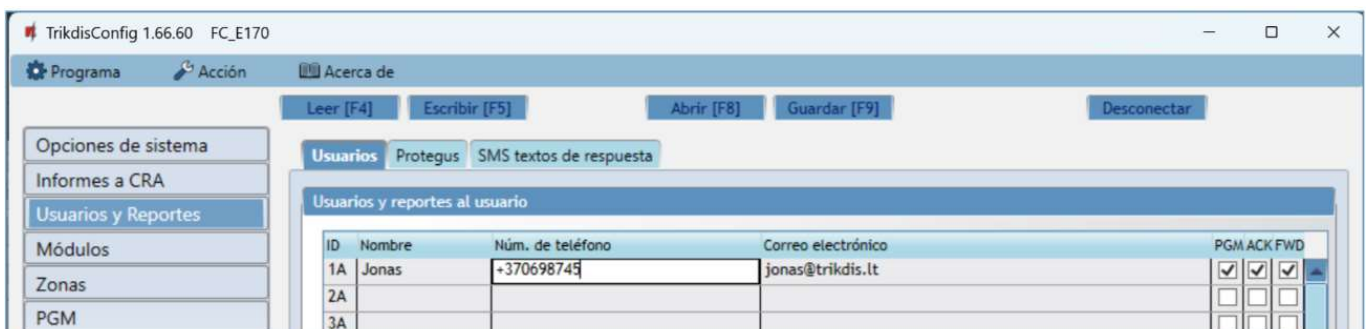 TrikdisConfig 1.66.60 FC_E170
Programa Acción Acerca de
Leer [F4] Escribir [F5] Abrir [F8] Guardar [F9] Desconectar
Opciones de sistema
Informes a CRA
Usuarios y Reportes
Módulos
Zonas
PGM
Usuarios Protegus SMS textos de respuesta
Usuarios y reportes al usuario
ID Nombre Núm. de teléfono Correo electrónico PGM ACK FWD
1A Jonas +370698745 jonas@trikdis.lt
2A
3A